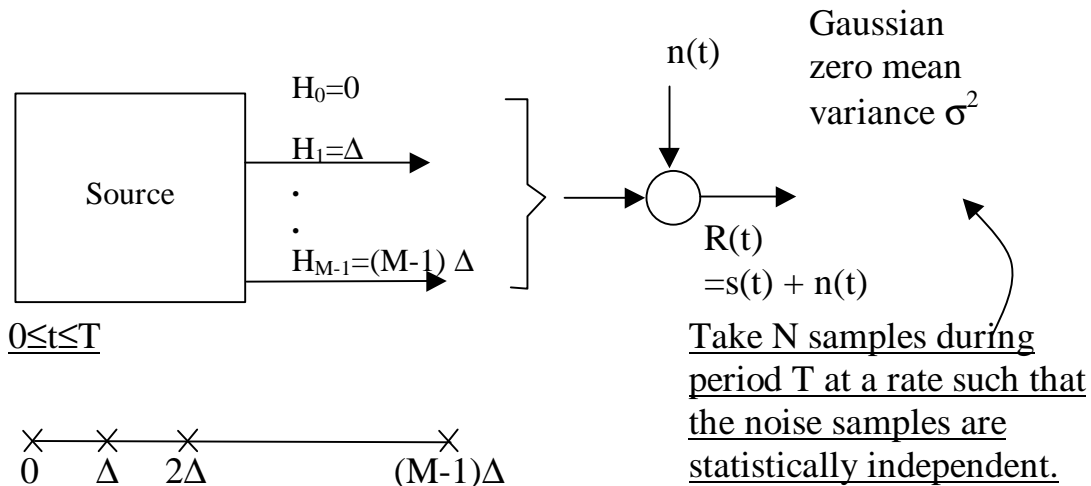 Gaussian
zero mean
variance σ²
n(t)
H₀=0
H₁=Δ
.
.
H_{M-1}=(M-1) Δ
Source
R(t)
=s(t) + n(t)
0≤t≤T
Take N samples during
period T at a rate such that
the noise samples are
statistically independent.
0 Δ 2Δ (M-1)Δ